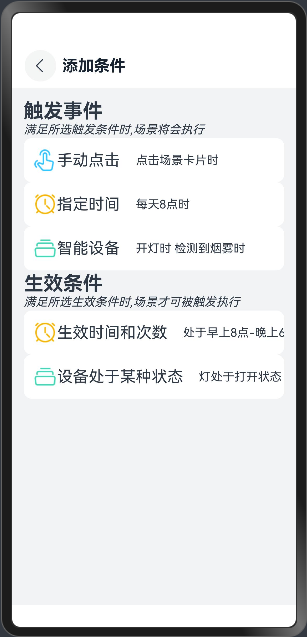 添加条件
触发事件
满足所选触发条件时,场景将会执行
手动点击 点击场景卡片时
指定时间 每天8点时
智能设备 开灯时 检测到烟雾时
生效条件
满足所选生效条件时,场景才可被触发执行
生效时间和次数 处于早上8点-晚上6
设备处于某种状态 灯处于打开状态